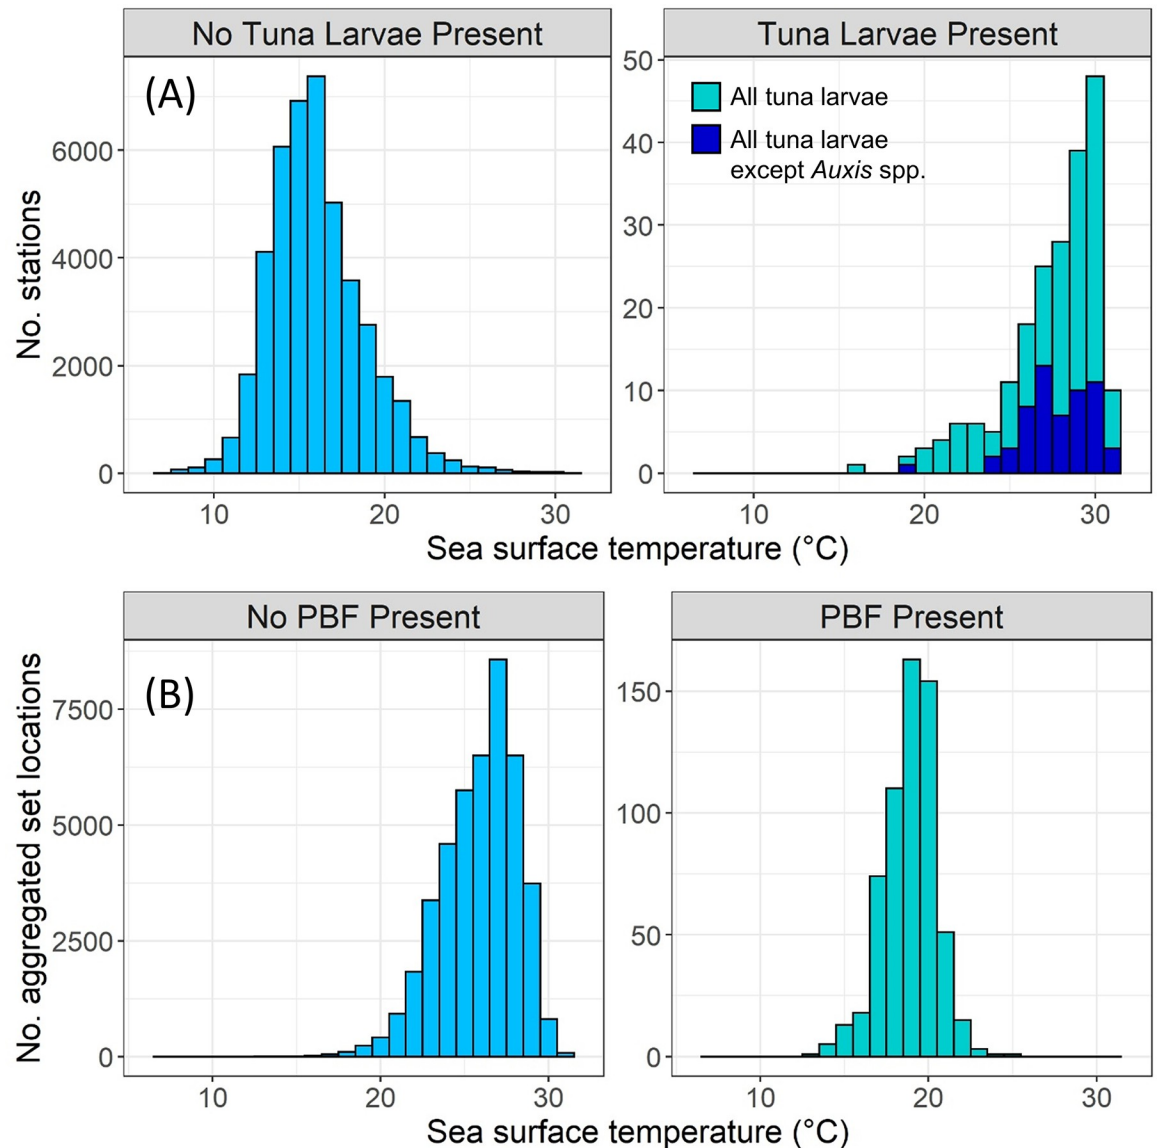 No Tuna Larvae Present
Tuna Larvae Present
(A)
No. stations
6000
4000
2000
0
10
20
30
50
40
30
20
10
0
10
20
30
All tuna larvae
All tuna larvae
except Auxis spp.
Sea surface temperature (°C)
No PBF Present
PBF Present
(B)
No. aggregated set locations
7500
5000
2500
0
10
20
30
150
100
50
0
10
20
30
Sea surface temperature (°C)